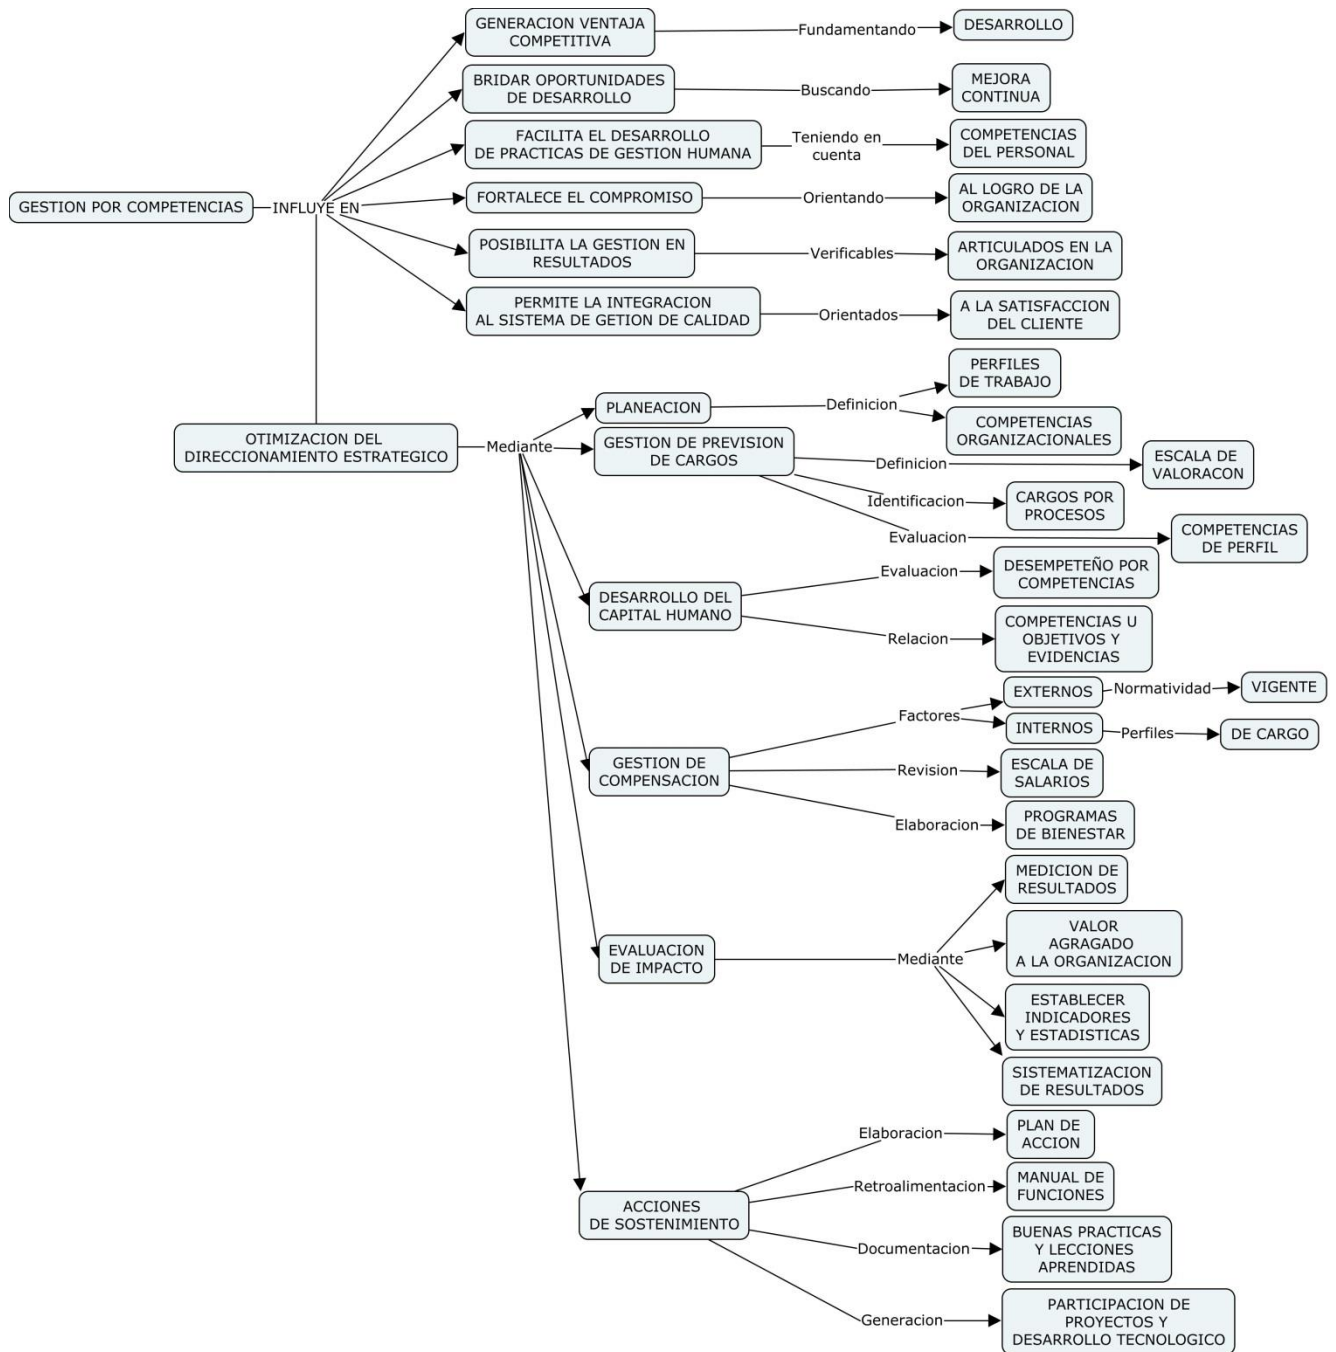 GENERACION VENTAJA
COMPETITIVA
Fundamentando
DESARROLLO
BRIDAR OPORTUNIDADES
DE DESARROLLO
Buscando
MEJORA
CONTINUA
FACILITA EL DESARROLLO
DE PRACTICAS DE GESTION HUMANA
Teniendo en
cuenta
COMPETENCIAS
DEL PERSONAL
GESTION POR COMPETENCIAS
INFLUYE EN
FORTALECE EL COMPROMISO
Orientando
AL LOGRO DE LA
ORGANIZACION
POSIBILITA LA GESTION EN
RESULTADOS
Verificables
ARTICULADOS EN LA
ORGANIZACION
PERMITE LA INTEGRACION
AL SISTEMA DE GETION DE CALIDAD
Orientados
A LA SATISFACCION
DEL CLIENTE
OTIMIZACION DEL
DIRECCIONAMIENTO ESTRATEGICO
Mediante
PLANEACION
Definicion
PERFILES
DE TRABAJO
COMPETENCIAS
ORGANIZACIONALES
GESTION DE PREVISION
DE CARGOS
Definicion
ESCALA DE
VALORACON
Identificacion
CARGOS POR
PROCESOS
Evaluacion
COMPETENCIAS
DE PERFIL
DESARROLLO DEL
CAPITAL HUMANO
Evaluacion
DESEMPETEÑO POR
COMPETENCIAS
Relacion
COMPETENCIAS U
OBJETIVOS Y
EVIDENCIAS
GESTION DE
COMPENSACION
Factores
EXTERNOS
Normatividad
VIGENTE
INTERNOS
Perfiles
DE CARGO
Revision
ESCALA DE
SALARIOS
Elaboracion
PROGRAMAS
DE BIENESTAR
EVALUACION
DE IMPACTO
Mediante
MEDICION DE
RESULTADOS
VALOR
AGRAGADO
A LA ORGANIZACION
ESTABLECER
INDICADORES
Y ESTADISTICAS
SISTEMATIZACION
DE RESULTADOS
ACCIONES
DE SOSTENIMIENTO
Elaboracion
PLAN DE
ACCION
Retroalimentacion
MANUAL DE
FUNCIONES
Documentacion
BUENAS PRACTICAS
Y LECCIONES
APRENDIDAS
Generacion
PARTICIPACION DE
PROYECTOS Y
DESARROLLO TECNOLOGICO